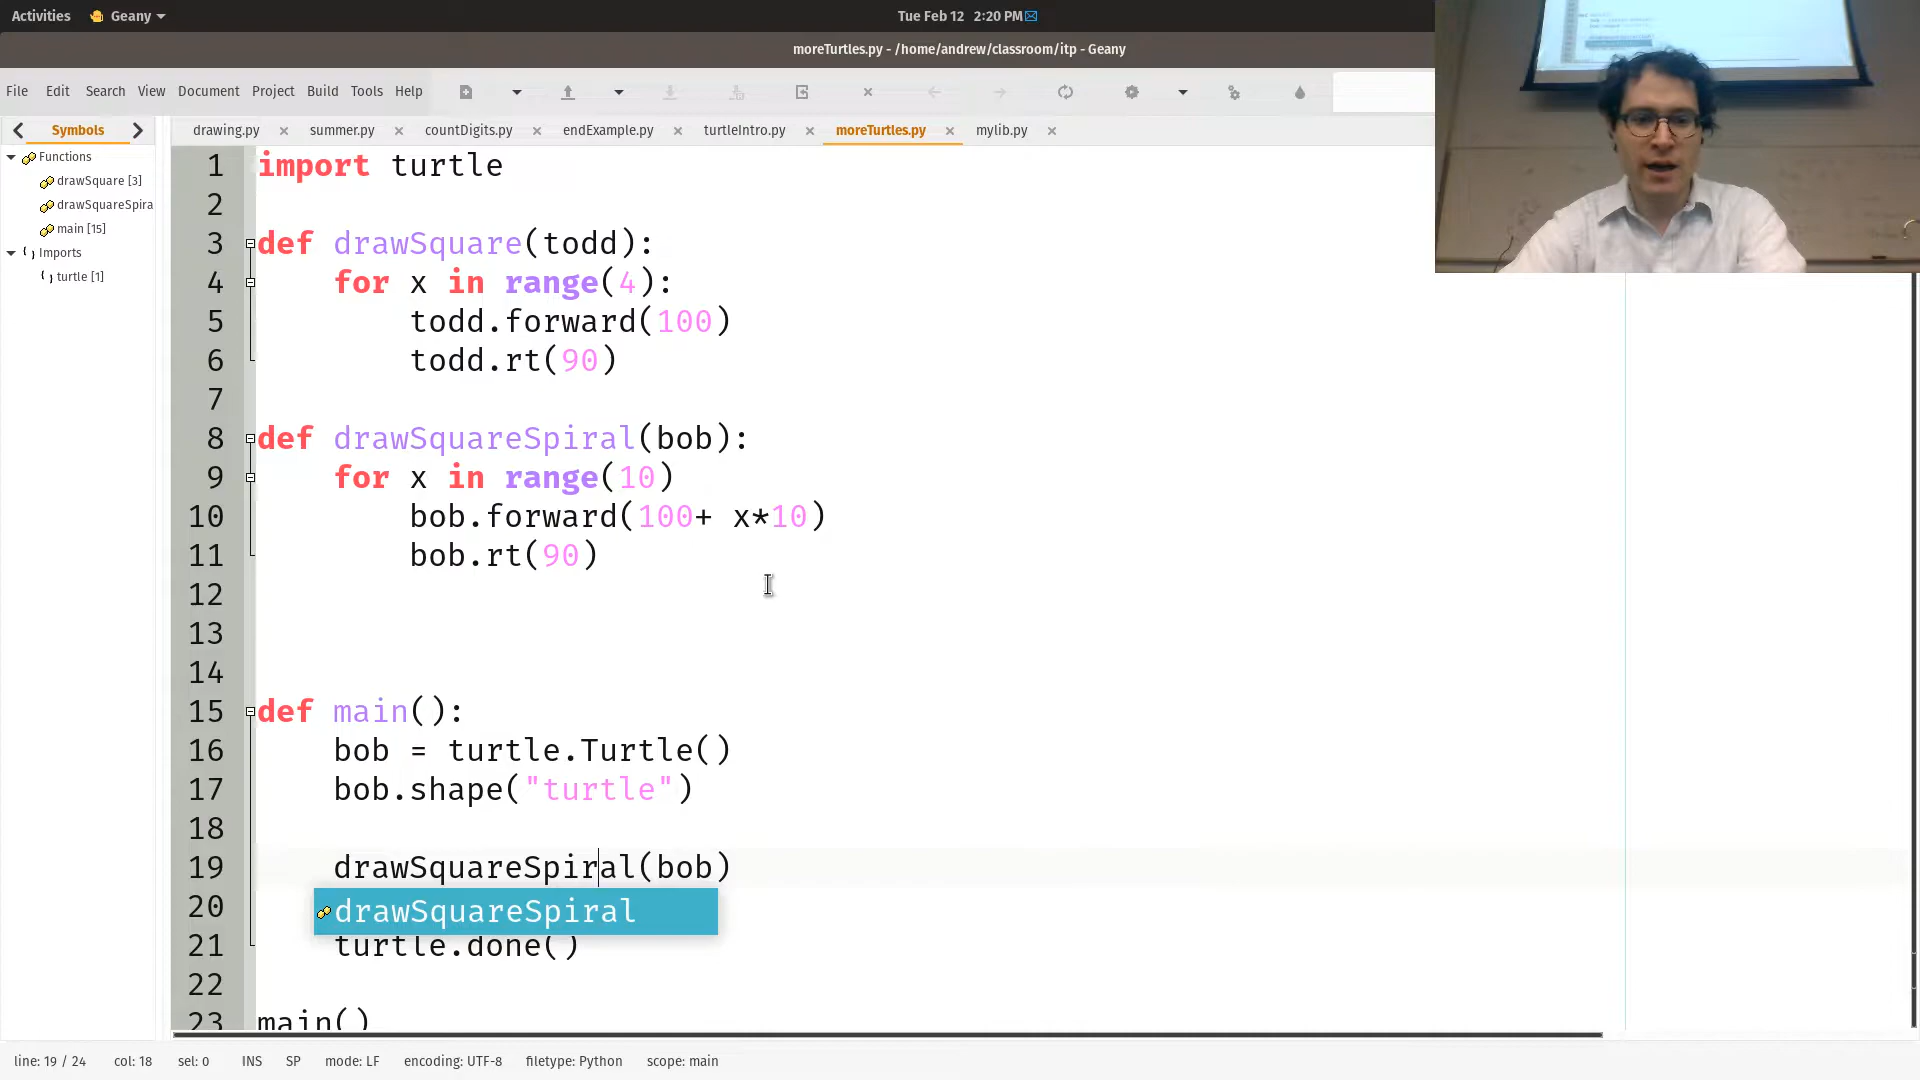 Activities Geany Tue Feb 12 2:20 PM
moreTurtles.py - /home/andrew/classroom/itp - Geany
File Edit Search View Document Project Build Tools Help
Symbols drawing.py summer.py countDigits.py endExample.py turtleIntro.py moreTurtles.py mylib.py
Functions
drawSquare [3]
drawSquareSpira
main [15]
Imports
turtle [1]
1 import turtle
2
3 def drawSquare(todd):
4     for x in range(4):
5         todd.forward(100)
6         todd.rt(90)
7
8 def drawSquareSpiral(bob):
9     for x in range(10)
10         bob.forward(100+ x*10)
11         bob.rt(90)
12
13
14
15 def main():
16     bob = turtle.Turtle()
17     bob.shape("turtle")
18
19     drawSquareSpiral(bob)
20 drawSquareSpiral
21     turtle.done()
22
23 main()
line: 19 / 24 col: 18 sel: 0 INS SP mode: LF encoding: UTF-8 filetype: Python scope: main